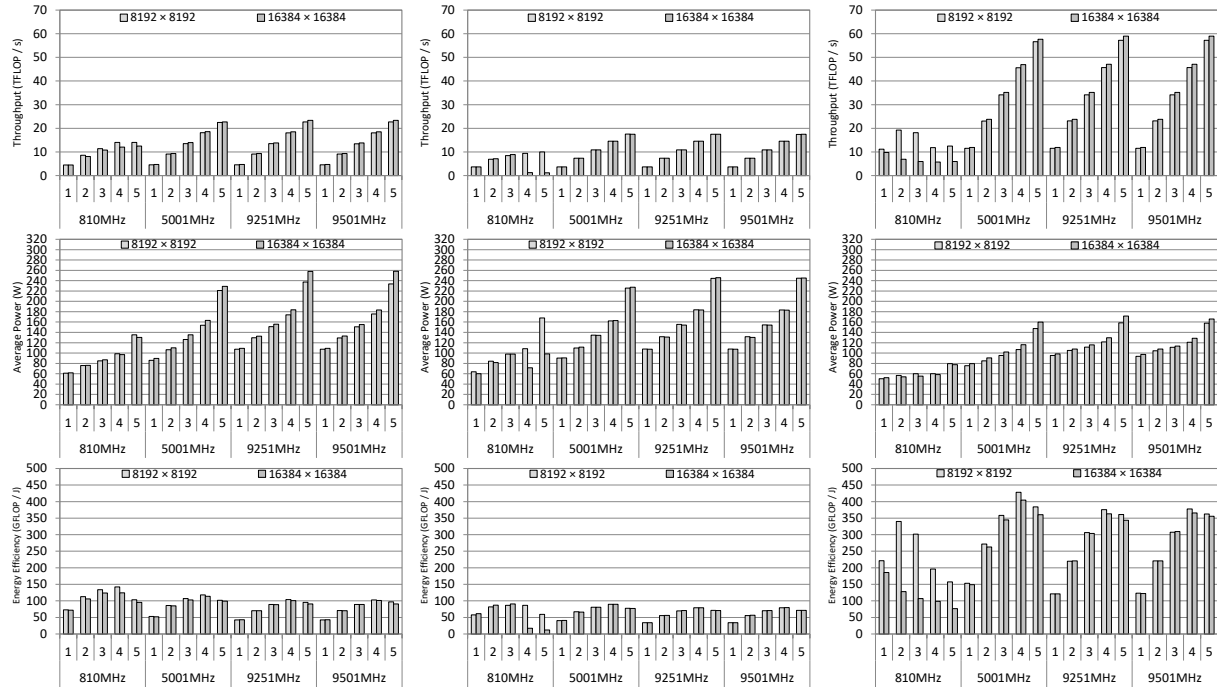 70 □ 8192 × 8192 ■ 16384 × 16384
60
50
40
30
20
10
0
Throughput (TFLOP / s)
1 2 3 4 5 1 2 3 4 5 1 2 3 4 5 1 2 3 4 5
810MHz 5001MHz 9251MHz 9501MHz
70 8192 × 8192 16384 × 16384
60
50
40
30
20
10
0
Throughput (TFLOP / s)
1 2 3 4 5 1 2 3 4 5 1 2 3 4 5 1 2 3 4 5
810MHz 5001MHz 9251MHz 9501MHz
70 8192 × 8192 16384 × 16384
60
50
40
30
20
10
0
Throughput (TFLOP / s)
1 2 3 4 5 1 2 3 4 5 1 2 3 4 5 1 2 3 4 5
810MHz 5001MHz 9251MHz 9501MHz
320 8192 × 8192 16384 × 16384
300
280
260
240
220
200
180
160
140
120
100
80
60
40
20
0
Average Power (W)
1 2 3 4 5 1 2 3 4 5 1 2 3 4 5 1 2 3 4 5
810MHz 5001MHz 9251MHz 9501MHz
320 8192 × 8192 16384 × 16384
300
280
260
240
220
200
180
160
140
120
100
80
60
40
20
0
Average Power (W)
1 2 3 4 5 1 2 3 4 5 1 2 3 4 5 1 2 3 4 5
810MHz 5001MHz 9251MHz 9501MHz
320 8192 × 8192 16384 × 16384
300
280
260
240
220
200
180
160
140
120
100
80
60
40
20
0
Average Power (W)
1 2 3 4 5 1 2 3 4 5 1 2 3 4 5 1 2 3 4 5
810MHz 5001MHz 9251MHz 9501MHz
500 8192 × 8192 16384 × 16384
450
400
350
300
250
200
150
100
50
0
Energy Efficiency (GFLOP / J)
1 2 3 4 5 1 2 3 4 5 1 2 3 4 5 1 2 3 4 5
810MHz 5001MHz 9251MHz 9501MHz
500 8192 × 8192 16384 × 16384
450
400
350
300
250
200
150
100
50
0
Energy Efficiency (GFLOP / J)
1 2 3 4 5 1 2 3 4 5 1 2 3 4 5 1 2 3 4 5
810MHz 5001MHz 9251MHz 9501MHz
500 8192 × 8192 16384 × 16384
450
400
350
300
250
200
150
100
50
0
Energy Efficiency (GFLOP / J)
1 2 3 4 5 1 2 3 4 5 1 2 3 4 5 1 2 3 4 5
810MHz 5001MHz 9251MHz 9501MHz